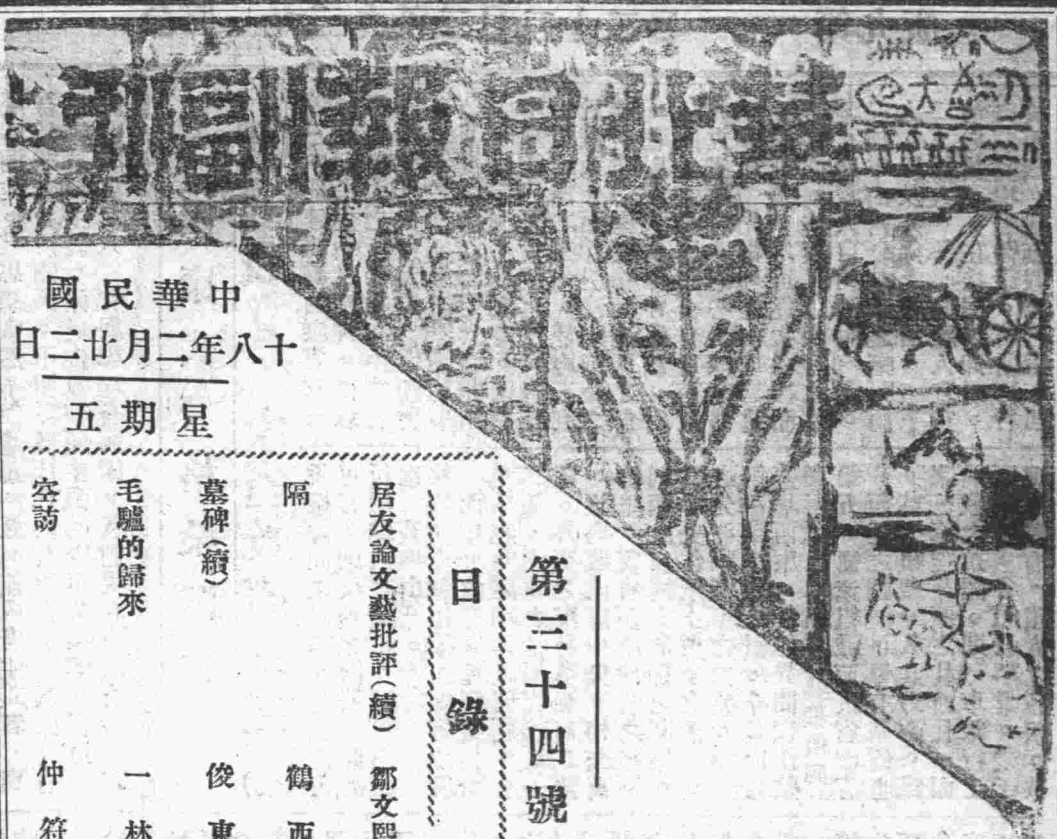 華北日報副刊
中華民國
十八年二月廿二日
星期五
第三十四號
目錄
居友論文藝批評(續) 鄒文熙
隔 鶴西
墓碑(續) 俊東
毛驢的歸來 一林
空訪 仲符